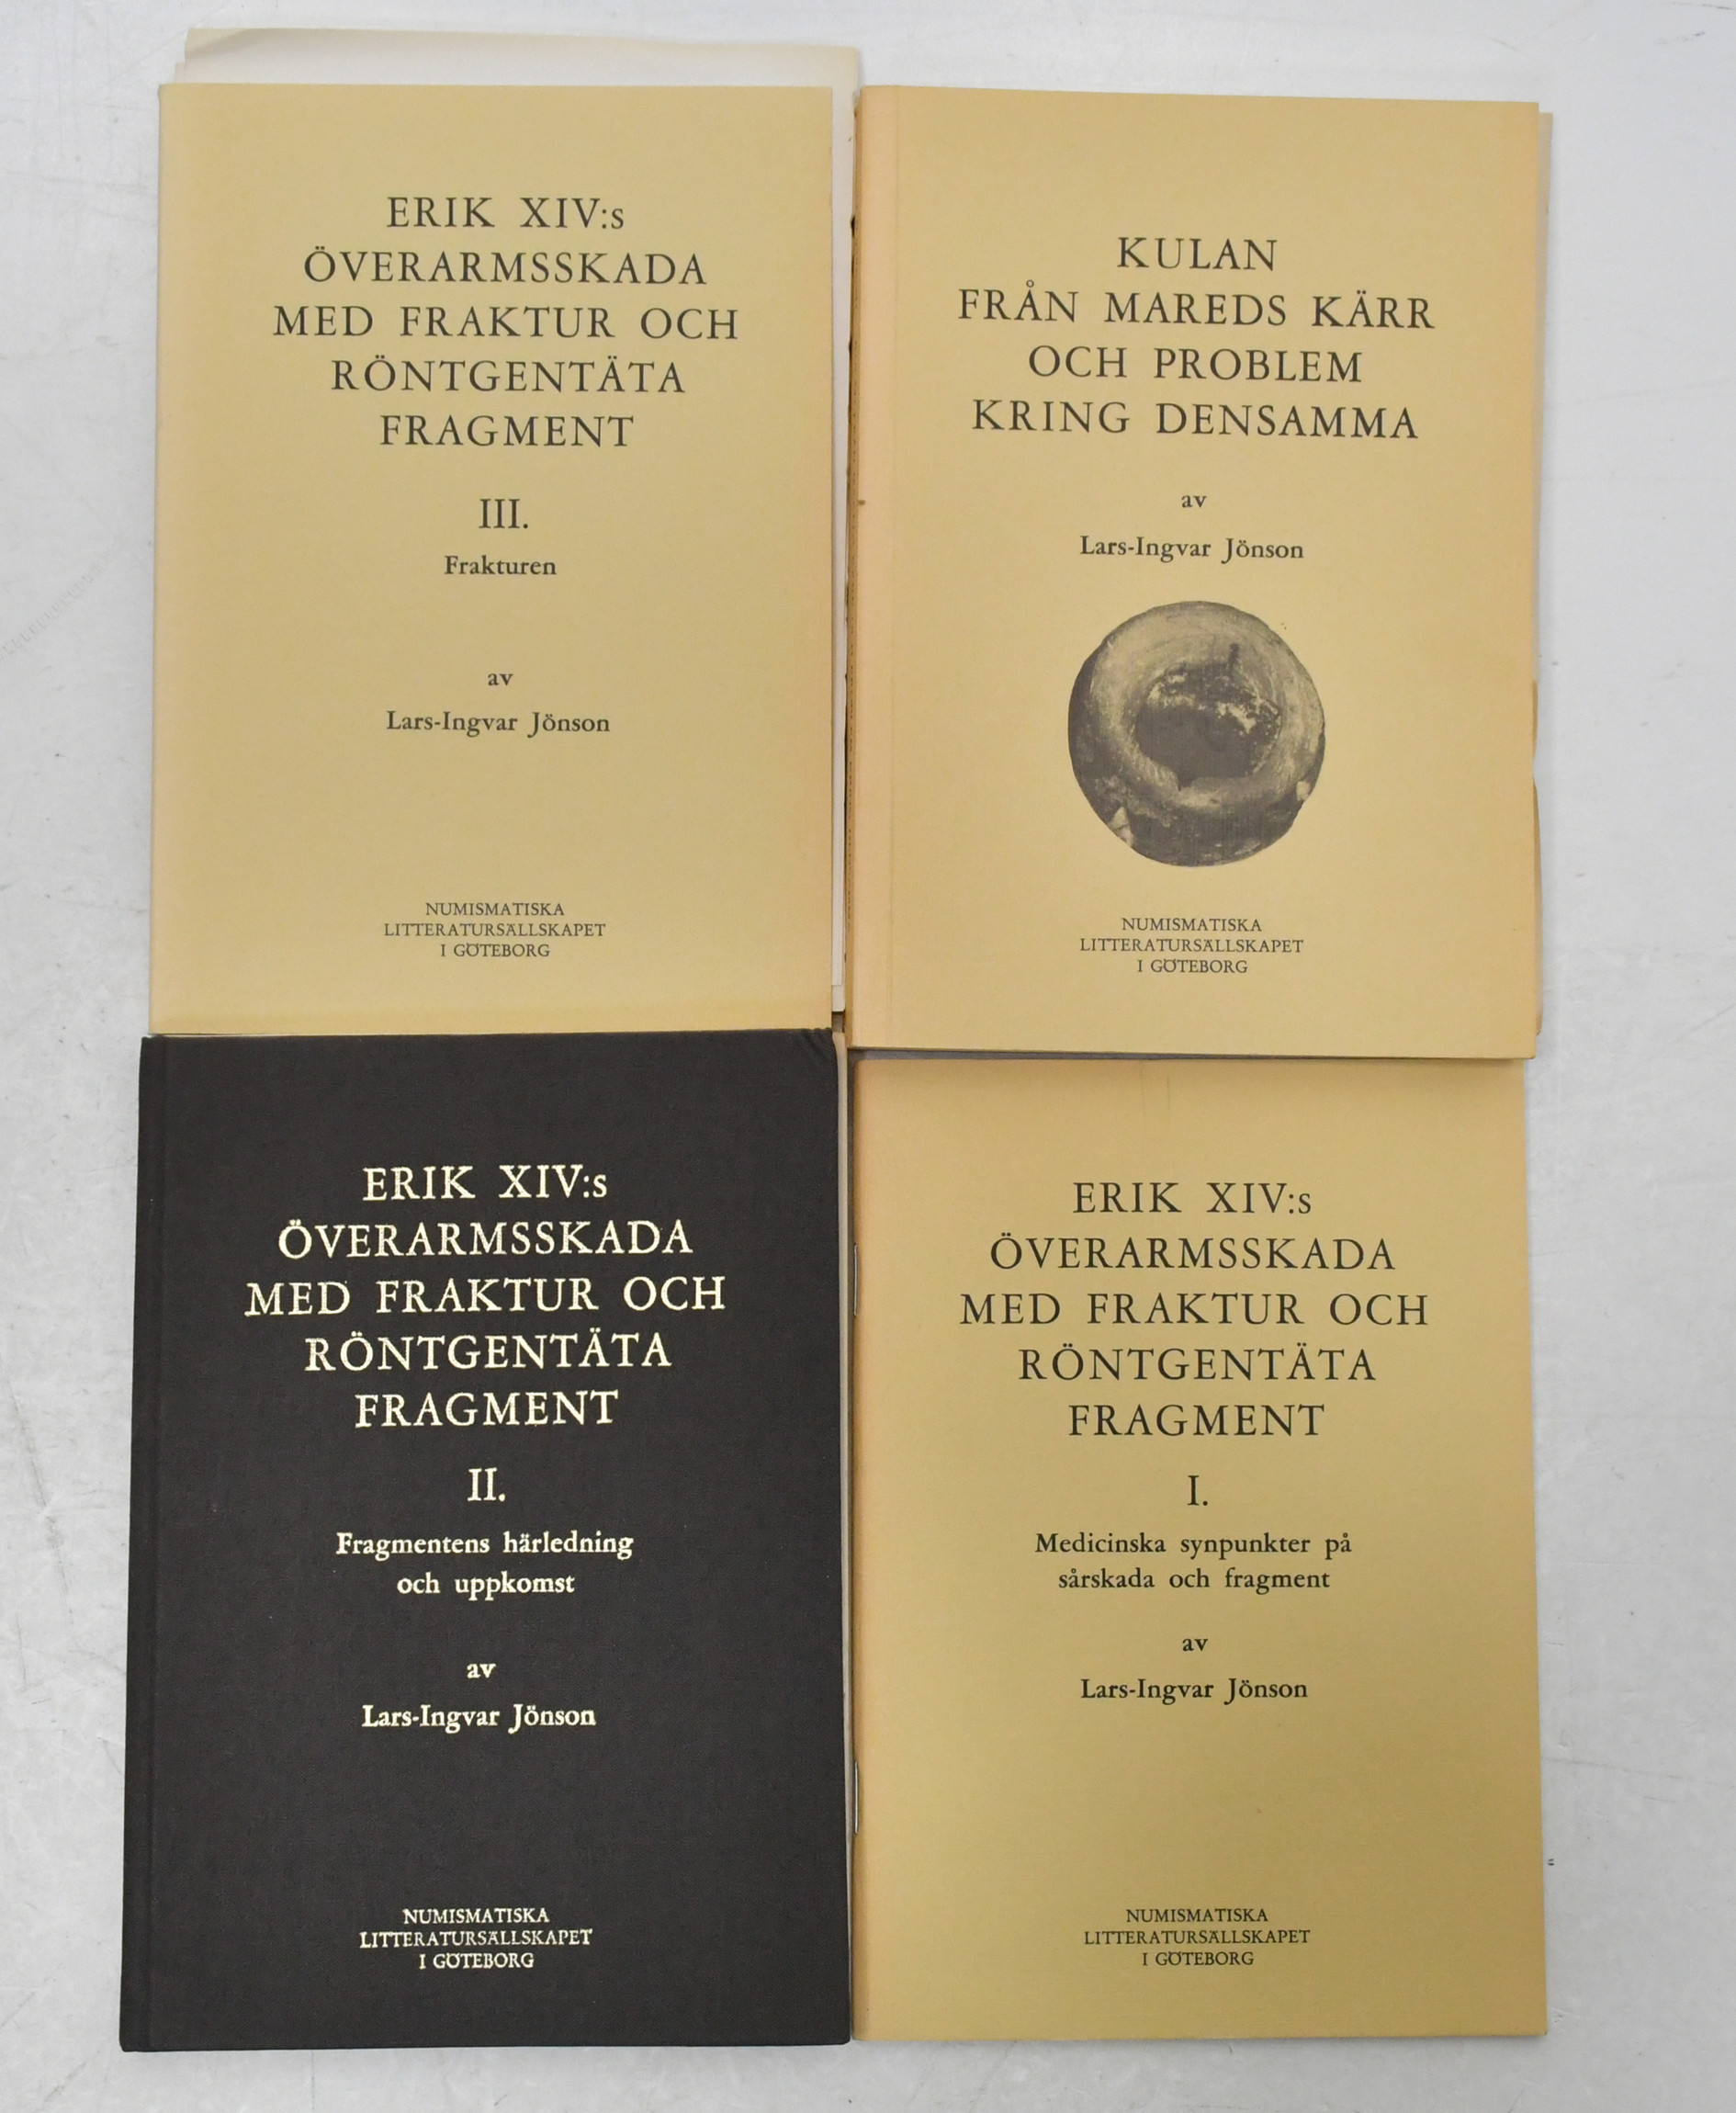 ERIK XIV:s
ÖVERARMSSKADA
MED FRAKTUR OCH
RÖNTGENTÄTA
FRAGMENT
III.
Frakturen
av
Lars-Ingvar Jönson
NUMISMATISKA
LITTERATURSÄLLSKAPET
I GÖTEBORG
KULAN
FRÅN MAREDS KÄRR
OCH PROBLEM
KRING DENSAMMA
av
Lars-Ingvar Jönson
NUMISMATISKA
LITTERATURSÄLLSKAPET
I GÖTEBORG
ERIK XIV:s
ÖVERARMSSKADA
MED FRAKTUR OCH
RÖNTGENTÄTA
FRAGMENT
II.
Fragmentens härledning
och uppkomst
av
Lars-Ingvar Jönson
NUMISMATISKA
LITTERATURSÄLLSKAPET
I GÖTEBORG
ERIK XIV:s
ÖVERARMSSKADA
MED FRAKTUR OCH
RÖNTGENTÄTA
FRAGMENT
I.
Medicinska synpunkter på
sårskada och fragment
av
Lars-Ingvar Jönson
NUMISMATISKA
LITTERATURSÄLLSKAPET
I GÖTEBORG